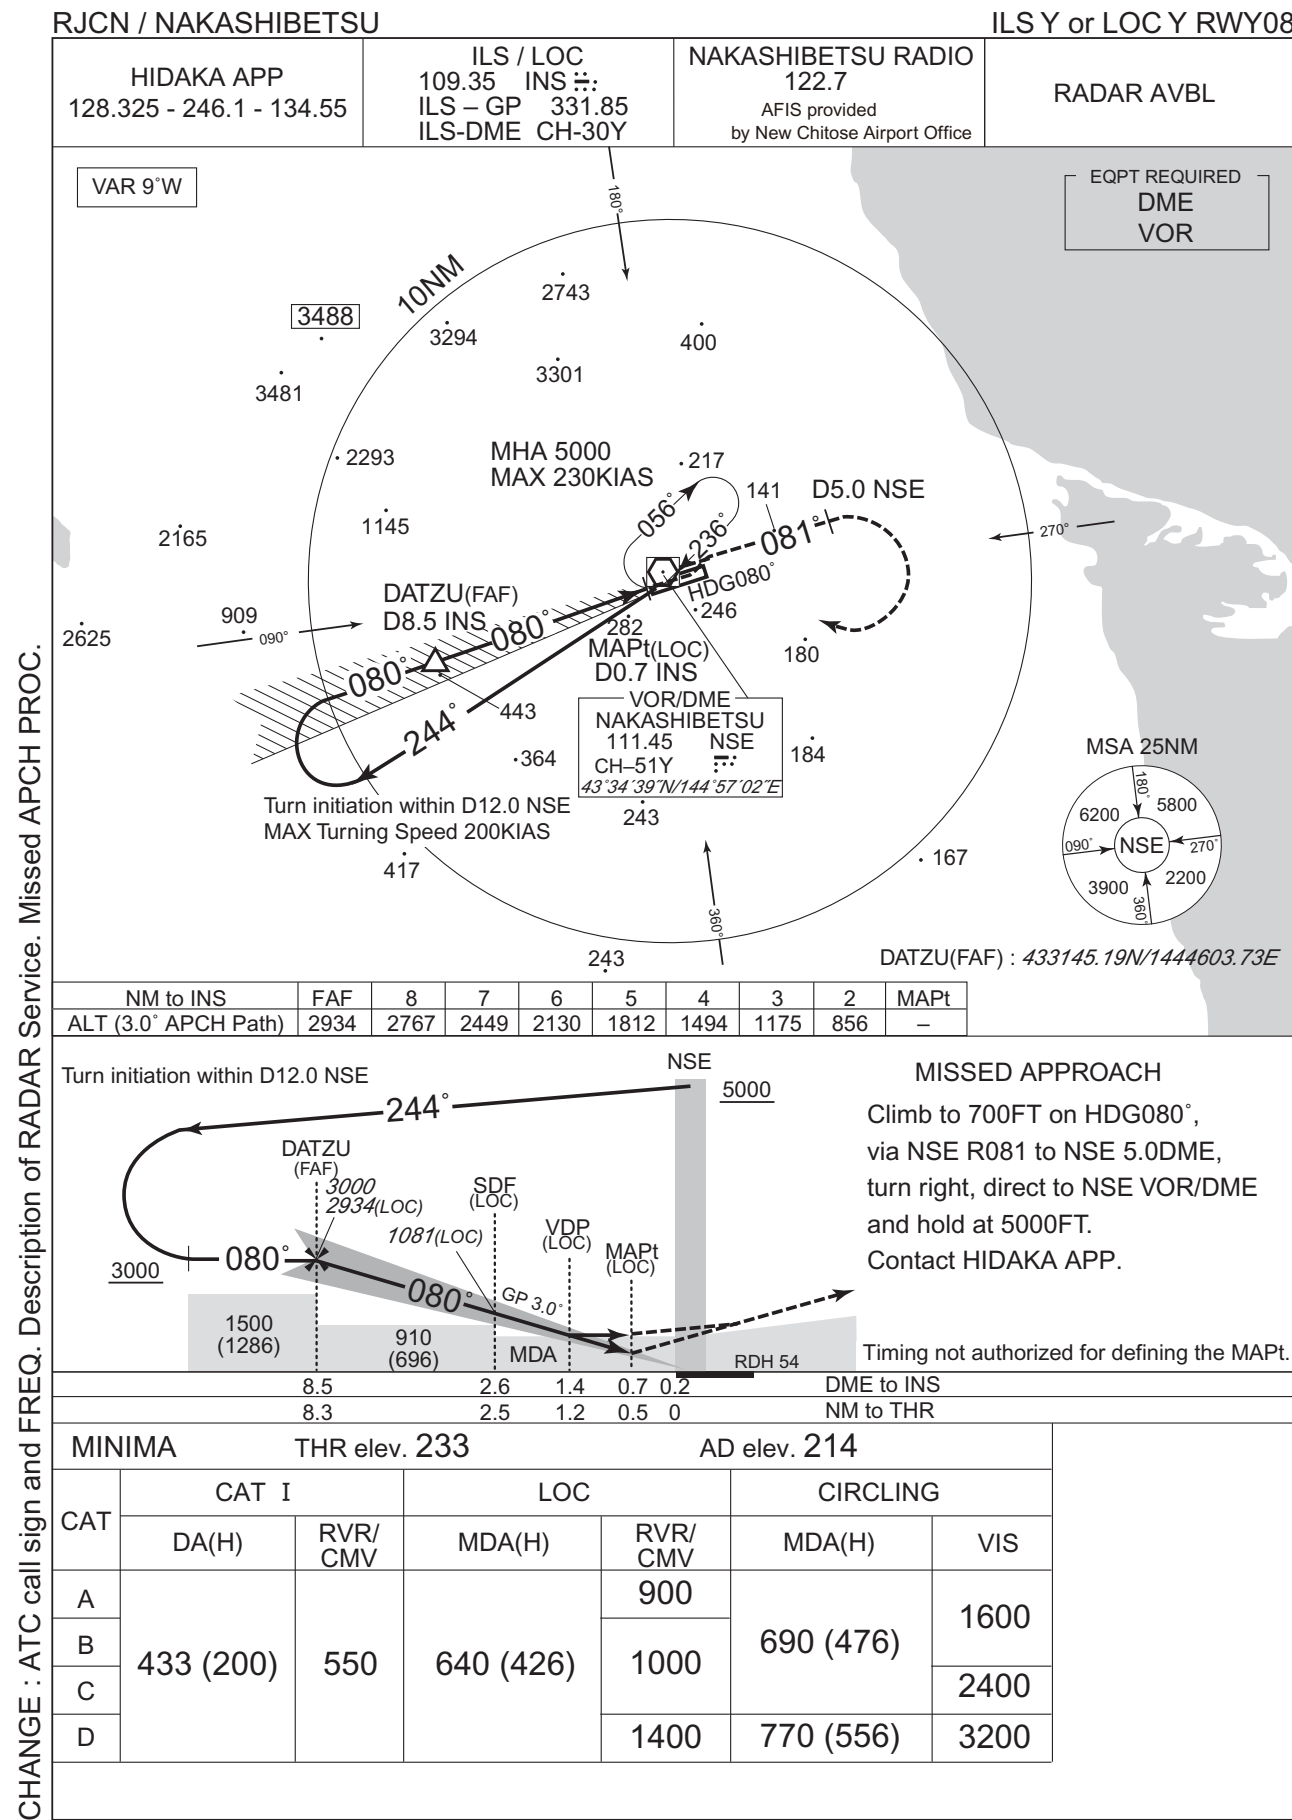 RJCN / NAKASHIBETSU
ILS Y or LOC Y RWY08
HIDAKA APP
128.325 - 246.1 - 134.55
ILS / LOC
109.35 INS
ILS – GP 331.85
ILS-DME CH-30Y
NAKASHIBETSU RADIO
122.7
AFIS provided
by New Chitose Airport Office
RADAR AVBL
VAR 9°W
EQPT REQUIRED
DME
VOR
180°
10NM
2743
3488
3294
400
3301
3481
MHA 5000
MAX 230KIAS
2293
217
141
D5.0 NSE
056°
236°
081°
270°
1145
2165
HDG080°
DATZU(FAF)
D8.5 INS
080°
909
090°
2625
246
282
MAPt(LOC)
D0.7 INS
180
080°
443
244°
VOR/DME
NAKASHIBETSU
111.45 NSE
CH–51Y
43°34´39˝N/144°57´02˝E
364
184
Turn initiation within D12.0 NSE
MAX Turning Speed 200KIAS
243
417
167
360°
243
MSA 25NM
180°
6200
5800
090°
NSE
270°
3900
2200
360°
DATZU(FAF) : 433145.19N/1444603.73E
NM to INS FAF 8 7 6 5 4 3 2 MAPt
ALT (3.0° APCH Path) 2934 2767 2449 2130 1812 1494 1175 856 –
Turn initiation within D12.0 NSE
NSE
5000
244°
DATZU
(FAF)
3000
2934(LOC)
SDF
(LOC)
1081(LOC)
VDP
(LOC)
MAPt
(LOC)
3000
080°
080°
GP 3.0°
1500
(1286)
910
(696)
MDA
RDH 54
MISSED APPROACH
Climb to 700FT on HDG080°,
via NSE R081 to NSE 5.0DME,
turn right, direct to NSE VOR/DME
and hold at 5000FT.
Contact HIDAKA APP.
Timing not authorized for defining the MAPt.
8.5 2.6 1.4 0.7 0.2 DME to INS
8.3 2.5 1.2 0.5 0 NM to THR
MINIMA THR elev. 233 AD elev. 214
CAT
CAT I LOC CIRCLING
DA(H) RVR/CMV MDA(H) RVR/CMV MDA(H) VIS
A
B
C
D
433 (200)
550
640 (426)
900
1000
1400
690 (476)
770 (556)
1600
2400
3200
CHANGE : ATC call sign and FREQ. Description of RADAR Service. Missed APCH PROC.